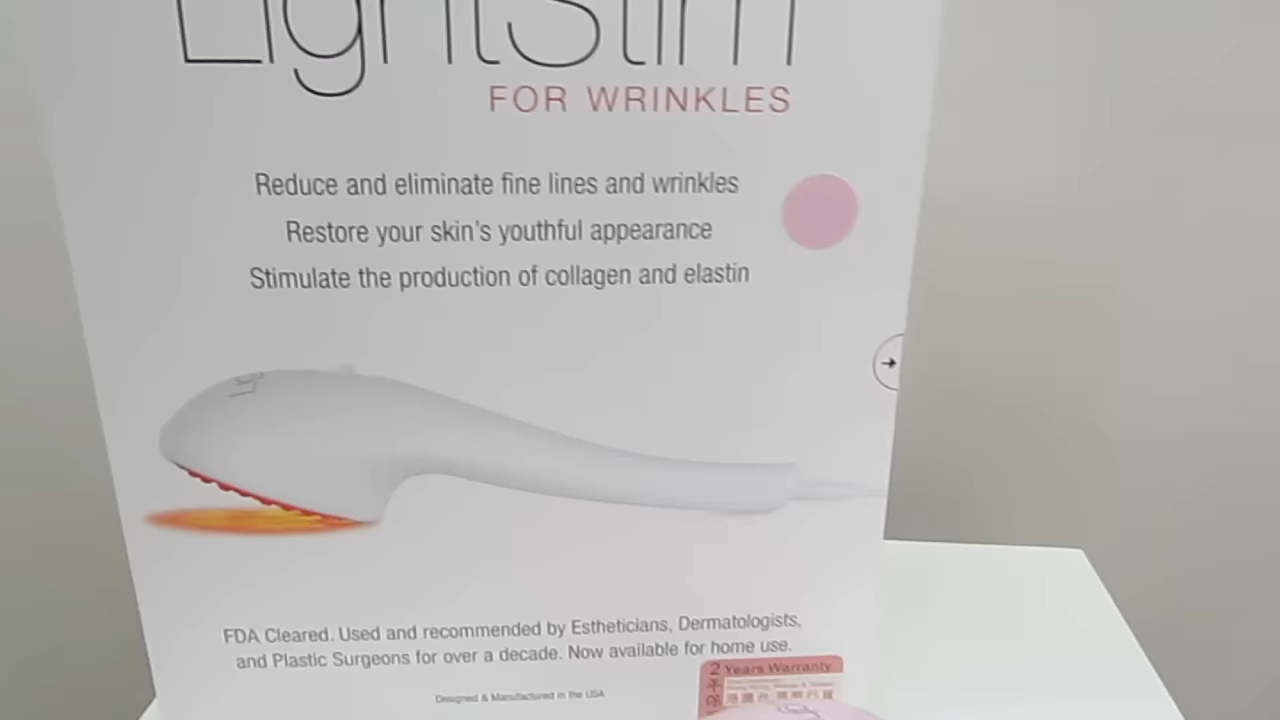 LightStim
FOR WRINKLES
Reduce and eliminate fine lines and wrinkles
Restore your skin's youthful appearance
Stimulate the production of collagen and elastin
FDA Cleared. Used and recommended by Estheticians, Dermatologists,
and Plastic Surgeons for over a decade. Now available for home use.
Designed & Manufactured in the USA
2 Years Warranty